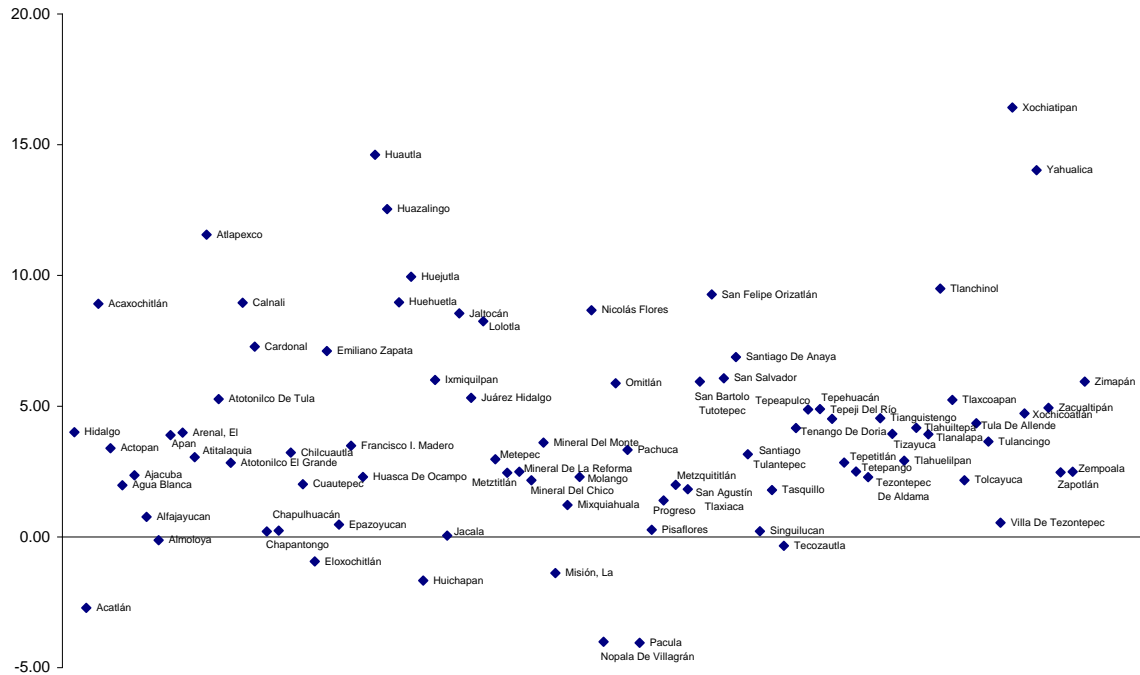 20.00
Xochiatipan
15.00
Huautla
Yahualica
Huazalingo
Atlapexco
10.00
Huejutla
Tlanchinol
San Felipe Orizatlán
Acaxochitlán
Calnali
Huehuetla
Nicolás Flores
Jaltocán
Lolotla
Cardonal
Emiliano Zapata
Santiago De Anaya
Ixmiquilpan
San Salvador
Omitlán
Zimapán
San Bartolo
Tutotepec
Atotonilco De Tula
Juárez Hidalgo
Tlaxcoapan
5.00
Tepeapulco
Tepehuacán
Tepeji Del Río
Zacualtipán
Xochicoatlán
Tianguistengo
Tula De Allende
Tlahuiltepa
Tenango De Doria
Hidalgo
Arenal, El
Apan
Tizayuca
Tlanalapa
Tulancingo
Mineral Del Monte
Francisco I. Madero
Actopan
Pachuca
Chilcuautla
Santiago
Tulantepec
Atitalaquia
Metepec
Tlahuelilpan
Atotonilco El Grande
Tepetitlán
Tetepango
Mineral De La Reforma
Metztitlán
Zempoala
Zapotlán
Ajacuba
Huasca De Ocampo
Molango
Tezontepec
De Aldama
Mineral Del Chico
Tolcayuca
Agua Blanca
Cuautepec
Metzquititlán
San Agustín
Tlaxiaca
Tasquillo
Progreso
Mixquiahuala
Alfajayucan
Chapulhuacán
Epazoyucan
Villa De Tezontepec
Pisaflores
Singuilucan
Chapantongo
Jacala
0.00
Almoloya
Tecozautla
Eloxochitlán
Misión, La
Huichapan
Acatlán
Nopala De Villagrán
Pacula
-5.00